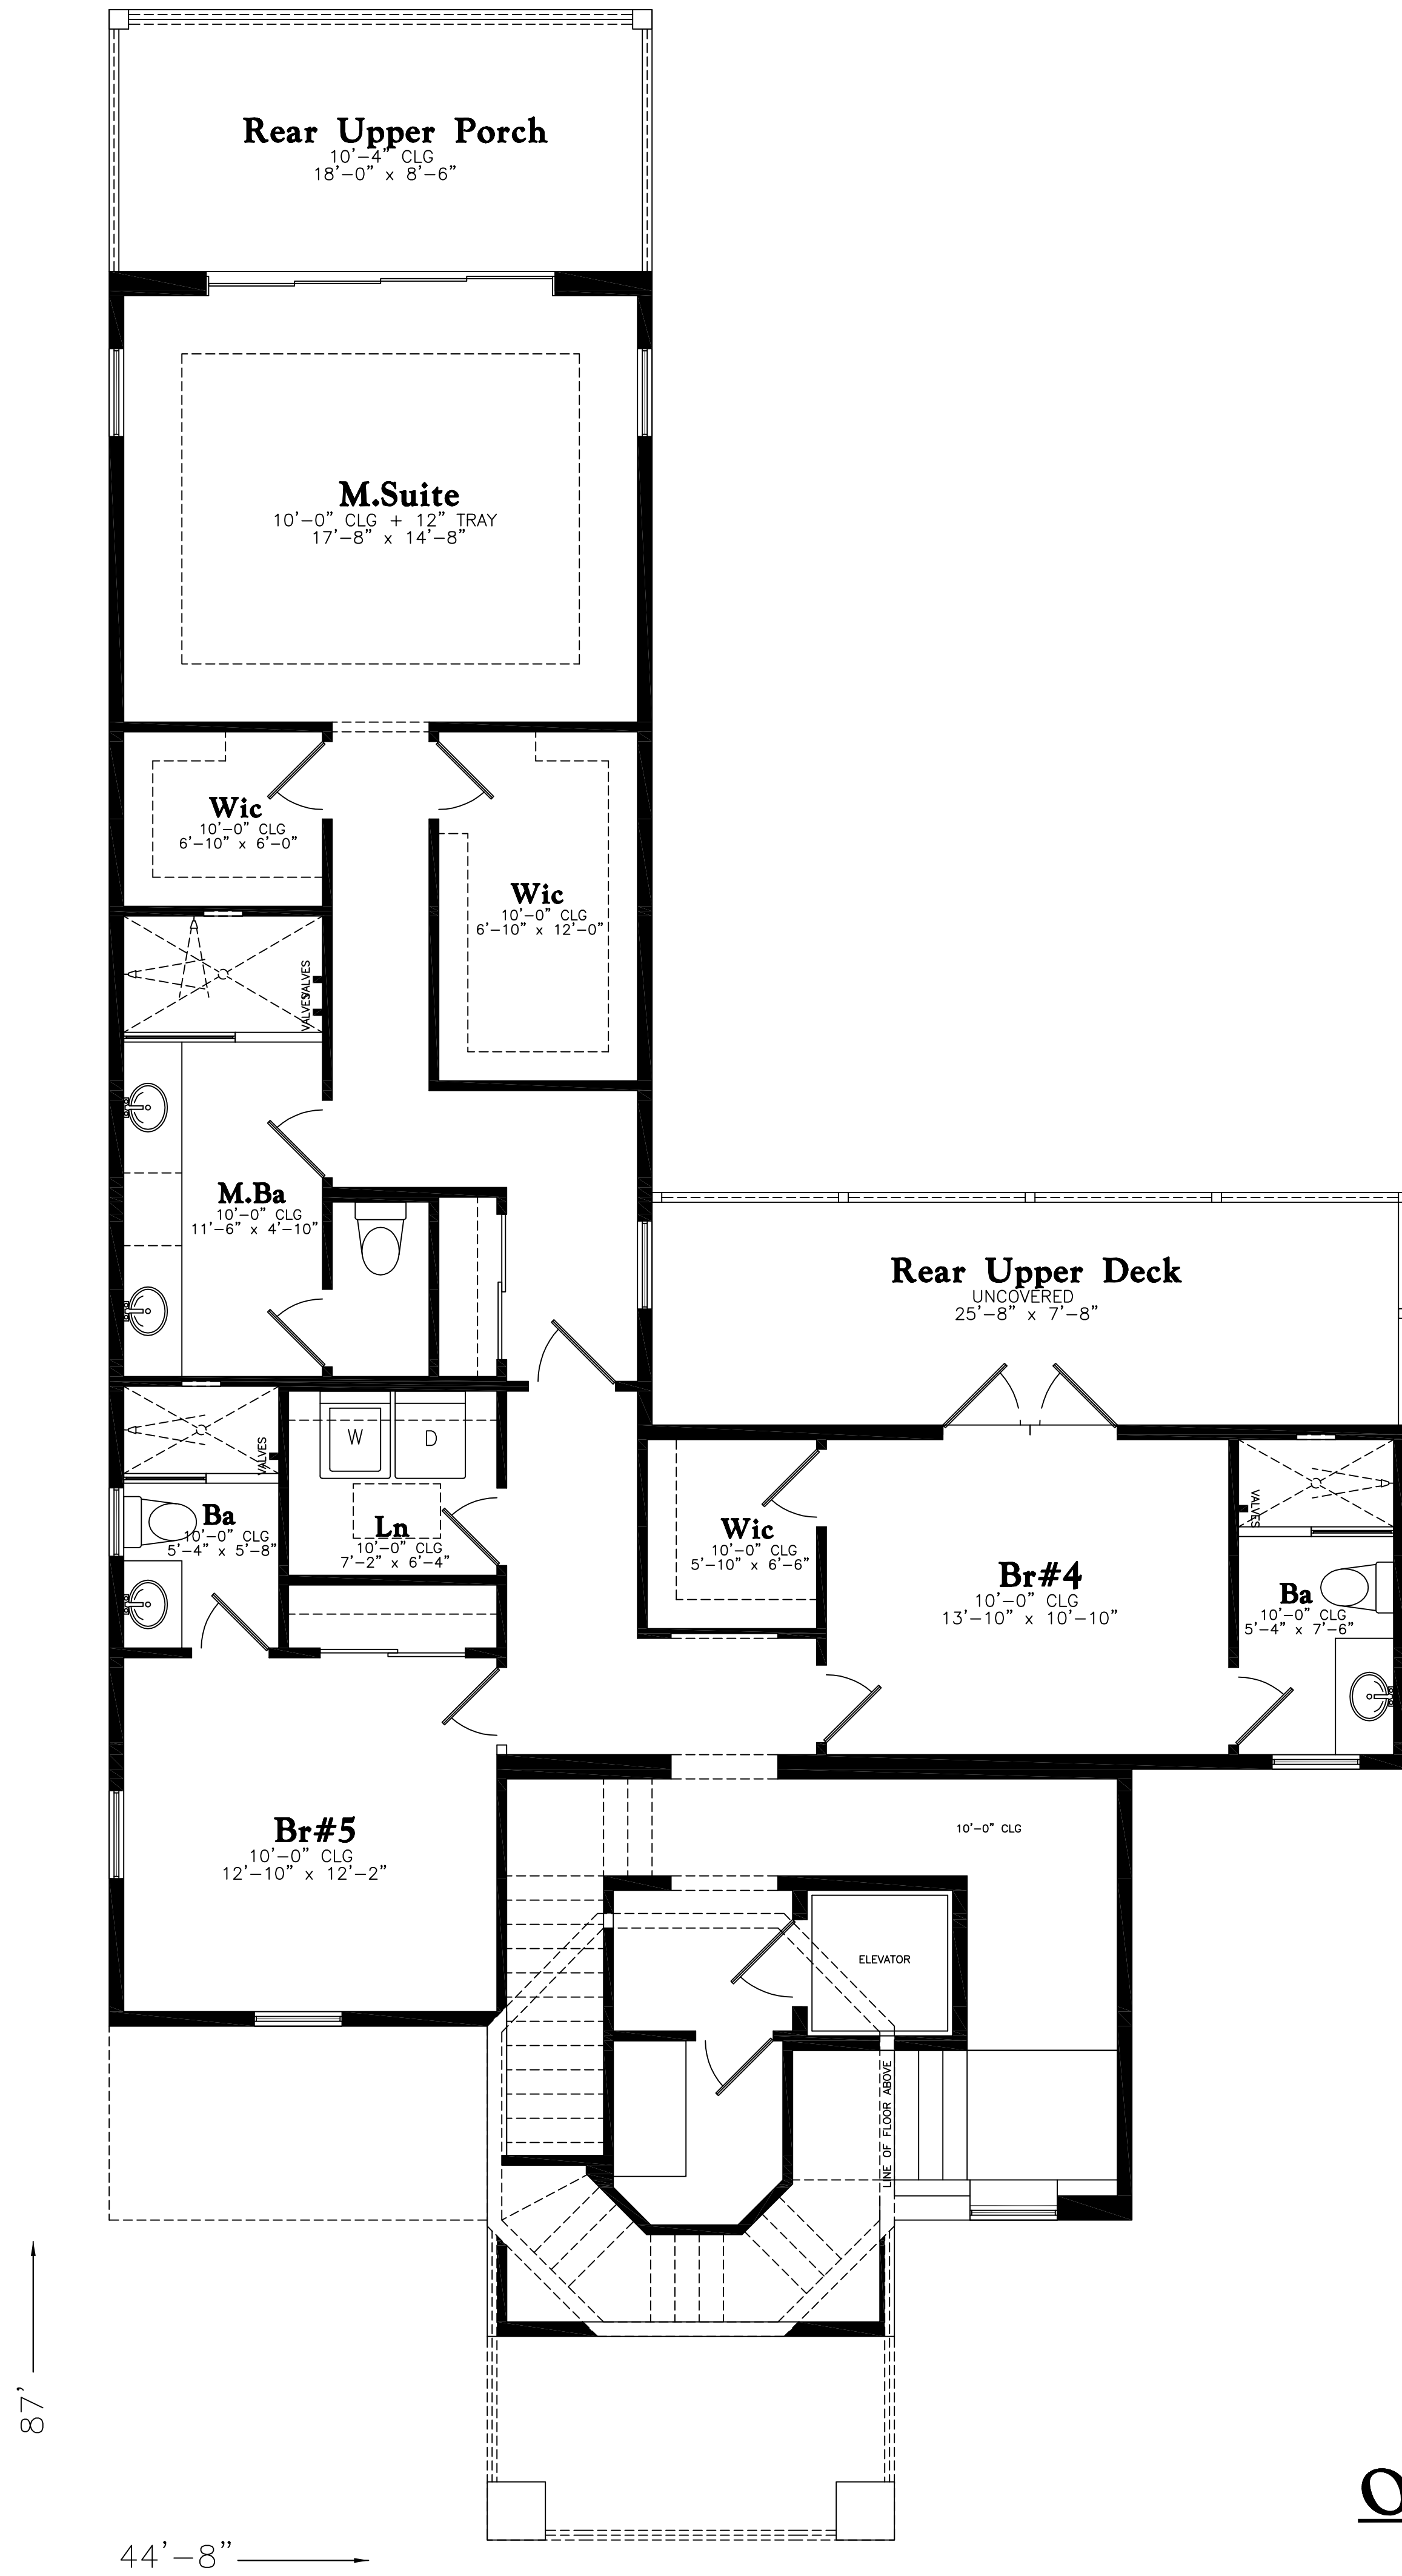 Rear Upper Porch
10'-4" CLG
18'-0" x 8'-6"
M.Suite
10'-0" CLG + 12" TRAY
17'-8" x 14'-8"
Wic
10'-0" CLG
6'-10" x 6'-0"
Wic
10'-0" CLG
6'-10" x 12'-0"
VALVES
VALVES
M.Ba
10'-0" CLG
11'-6" x 4'-10"
Rear Upper Deck
UNCOVERED
25'-8" x 7'-8"
W
D
VALVES
Ba
10'-0" CLG
5'-4" x 5'-8"
Ln
10'-0" CLG
7'-2" x 6'-4"
Wic
10'-0" CLG
5'-10" x 6'-6"
Br#4
10'-0" CLG
13'-10" x 10'-10"
VALVES
Ba
10'-0" CLG
5'-4" x 7'-6"
Br#5
10'-0" CLG
12'-10" x 12'-2"
10'-0" CLG
ELEVATOR
LINE OF FLOOR ABOVE
87'
44'-8"
O